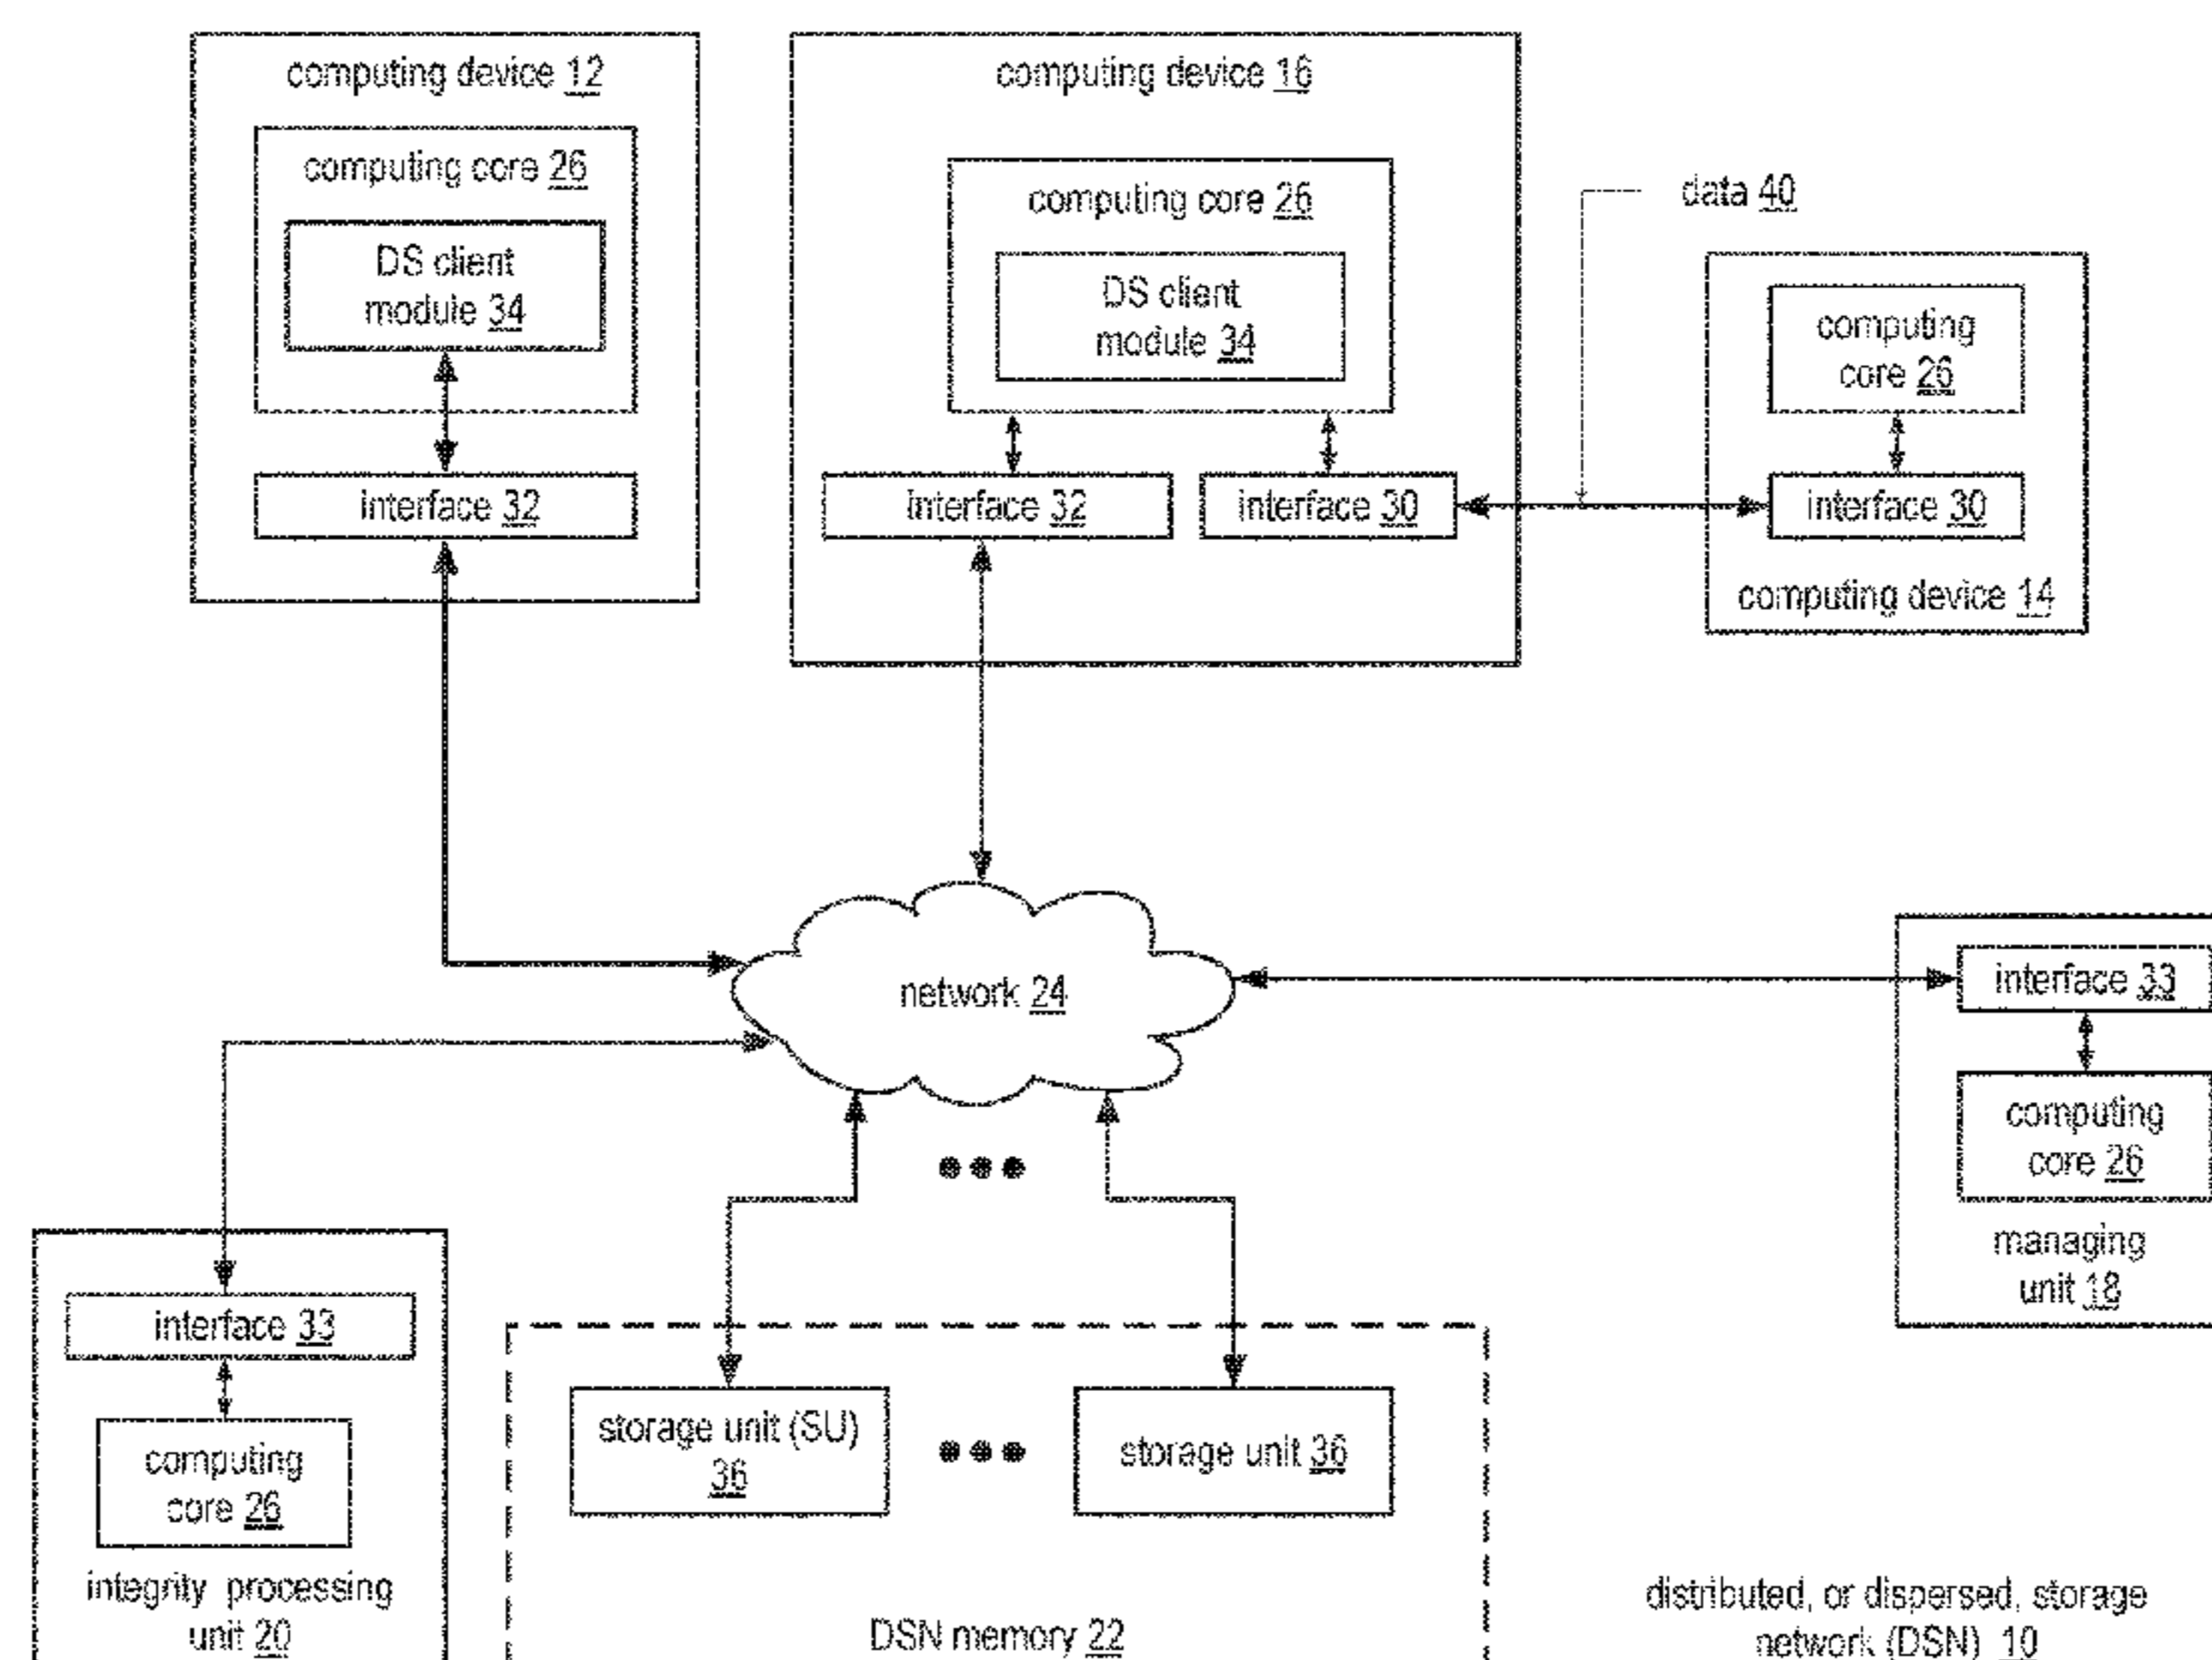 computing device 12
computing core 26
DS client
module 34
interface 32
computing device 16
computing core 26
DS client
module 34
interface 32
interface 30
data 40
computing
core 26
interface 30
computing device 14
network 24
interface 33
computing
core 26
managing
unit 18
interface 33
computing
core 26
integrity processing
unit 20
storage unit (SU)
36
storage unit 36
DSN memory 22
distributed, or dispersed, storage
network (DSN) 10